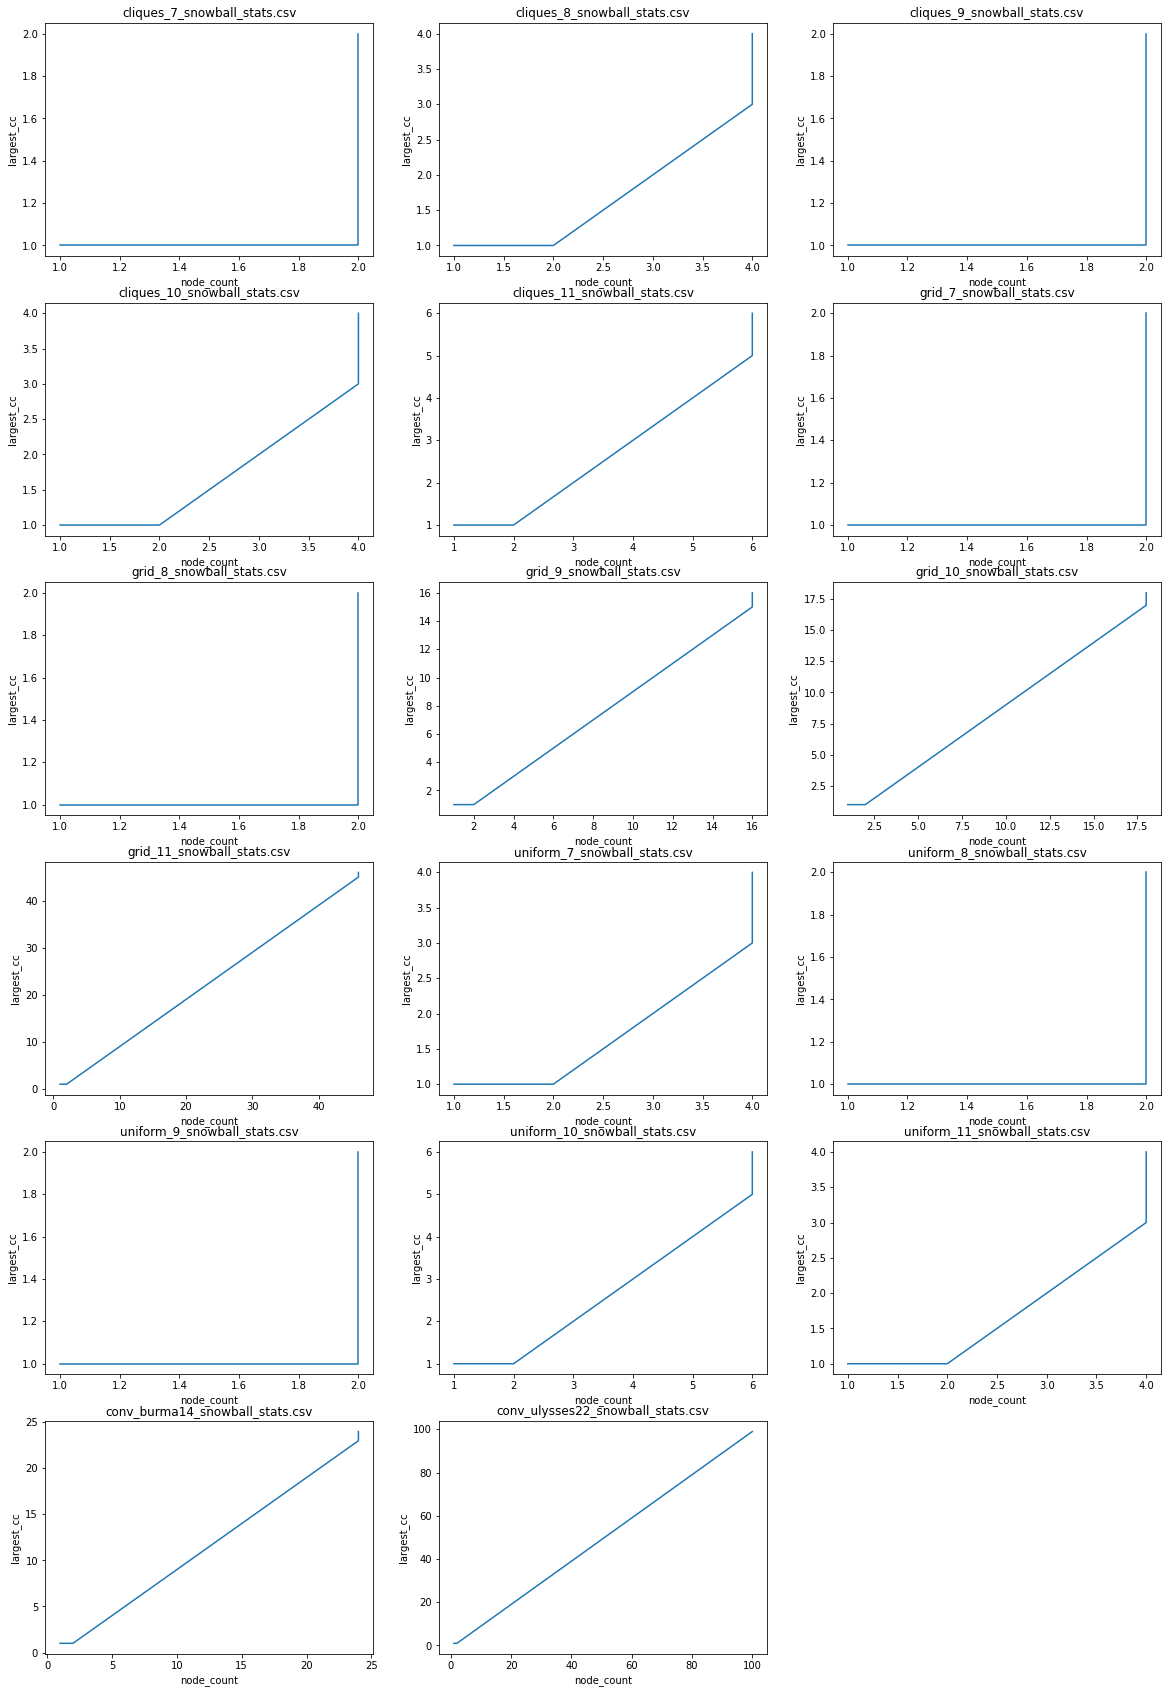 cliques_7_snowball_stats.csv
2.0
1.8
1.6
1.4
1.2
1.0
largest_cc
1.0 1.2 1.4 1.6 1.8 2.0
node_count
cliques_8_snowball_stats.csv
4.0
3.5
3.0
2.5
2.0
1.5
1.0
largest_cc
1.0 1.5 2.0 2.5 3.0 3.5 4.0
node_count
cliques_9_snowball_stats.csv
2.0
1.8
1.6
1.4
1.2
1.0
largest_cc
1.0 1.2 1.4 1.6 1.8 2.0
node_count
cliques_10_snowball_stats.csv
4.0
3.5
3.0
2.5
2.0
1.5
1.0
largest_cc
1.0 1.5 2.0 2.5 3.0 3.5 4.0
node_count
cliques_11_snowball_stats.csv
6
5
4
3
2
1
largest_cc
1 2 3 4 5 6
node_count
grid_7_snowball_stats.csv
2.0
1.8
1.6
1.4
1.2
1.0
largest_cc
1.0 1.2 1.4 1.6 1.8 2.0
node_count
grid_8_snowball_stats.csv
2.0
1.8
1.6
1.4
1.2
1.0
largest_cc
1.0 1.2 1.4 1.6 1.8 2.0
node_count
grid_9_snowball_stats.csv
16
14
12
10
8
6
4
2
largest_cc
2 4 6 8 10 12 14 16
node_count
grid_10_snowball_stats.csv
17.5
15.0
12.5
10.0
7.5
5.0
2.5
largest_cc
2.5 5.0 7.5 10.0 12.5 15.0 17.5
node_count
grid_11_snowball_stats.csv
40
30
20
10
0
largest_cc
0 10 20 30 40
node_count
uniform_7_snowball_stats.csv
4.0
3.5
3.0
2.5
2.0
1.5
1.0
largest_cc
1.0 1.5 2.0 2.5 3.0 3.5 4.0
node_count
uniform_8_snowball_stats.csv
2.0
1.8
1.6
1.4
1.2
1.0
largest_cc
1.0 1.2 1.4 1.6 1.8 2.0
node_count
uniform_9_snowball_stats.csv
2.0
1.8
1.6
1.4
1.2
1.0
largest_cc
1.0 1.2 1.4 1.6 1.8 2.0
node_count
uniform_10_snowball_stats.csv
6
5
4
3
2
1
largest_cc
1 2 3 4 5 6
node_count
uniform_11_snowball_stats.csv
4.0
3.5
3.0
2.5
2.0
1.5
1.0
largest_cc
1.0 1.5 2.0 2.5 3.0 3.5 4.0
node_count
conv_burma14_snowball_stats.csv
25
20
15
10
5
0
largest_cc
0 5 10 15 20 25
node_count
conv_ulysses22_snowball_stats.csv
100
80
60
40
20
0
largest_cc
0 20 40 60 80 100
node_count